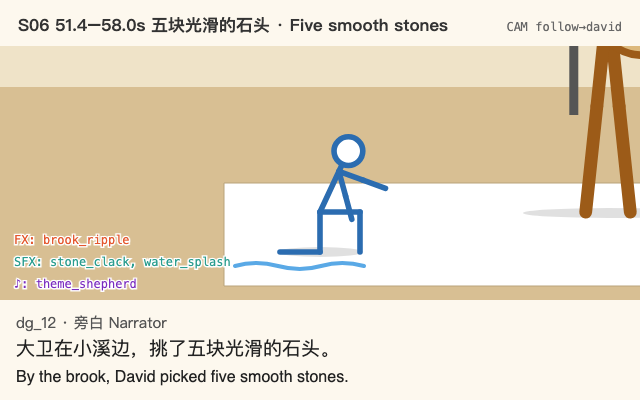 S06 51.4–58.0s 五块光滑的石头 · Five smooth stones
CAM follow→david
FX: brook_ripple
SFX: stone_clack, water_splash
♪: theme_shepherd
dg_12 · 旁白 Narrator
大卫在小溪边，挑了五块光滑的石头。
By the brook, David picked five smooth stones.